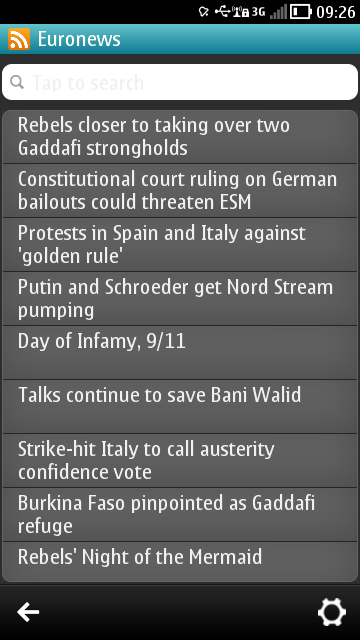 3G 09:26
Euronews
Tap to search
Rebels closer to taking over two
Gaddafi strongholds
Constitutional court ruling on German
bailouts could threaten ESM
Protests in Spain and Italy against
'golden rule'
Putin and Schroeder get Nord Stream
pumping
Day of Infamy, 9/11
Talks continue to save Bani Walid
Strike-hit Italy to call austerity
confidence vote
Burkina Faso pinpointed as Gaddafi
refuge
Rebels' Night of the Mermaid